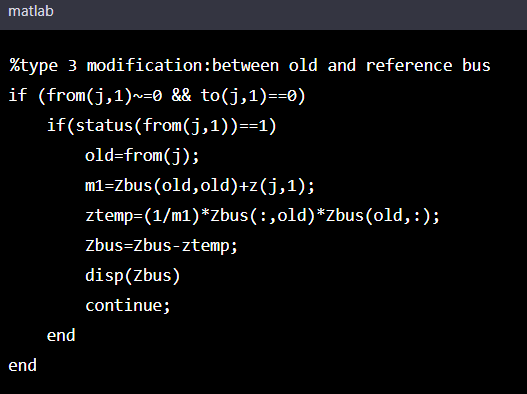 matlab
%type 3 modification:between old and reference bus
if (from(j,1)~=0 && to(j,1)==0)
    if(status(from(j,1))==1)
        old=from(j);
        m1=Zbus(old,old)+z(j,1);
        ztemp=(1/m1)*Zbus(:,old)*Zbus(old,:);
        Zbus=Zbus-ztemp;
        disp(Zbus)
        continue;
    end
end